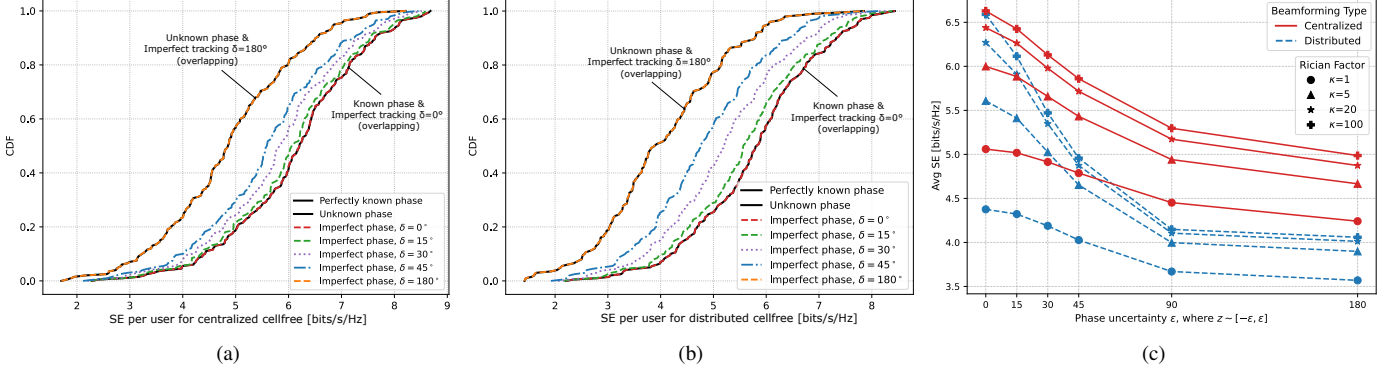 1.0
0.8
0.6
0.4
0.2
0.0
CDF
Unknown phase &
Imperfect tracking δ=180°
(overlapping)
Known phase &
Imperfect tracking δ=0°
(overlapping)
Perfectly known phase
Unknown phase
Imperfect phase, δ = 0°
Imperfect phase, δ = 15°
Imperfect phase, δ = 30°
Imperfect phase, δ = 45°
Imperfect phase, δ = 180°
2 3 4 5 6 7 8 9
SE per user for centralized cellfree [bits/s/Hz]
(a)
1.0
0.8
0.6
0.4
0.2
0.0
CDF
Unknown phase &
Imperfect tracking δ=180°
(overlapping)
Known phase &
Imperfect tracking δ=0°
(overlapping)
Perfectly known phase
Unknown phase
Imperfect phase, δ = 0°
Imperfect phase, δ = 15°
Imperfect phase, δ = 30°
Imperfect phase, δ = 45°
Imperfect phase, δ = 180°
2 3 4 5 6 7 8
SE per user for distributed cellfree [bits/s/Hz]
(b)
6.5
6.0
5.5
5.0
4.5
4.0
3.5
Avg SE [bits/s/Hz]
Beamforming Type
Centralized
Distributed
Rician Factor
κ=1
κ=5
κ=20
κ=100
0 15 30 45 90 180
Phase uncertainty ε, where z ~ [−ε, ε]
(c)